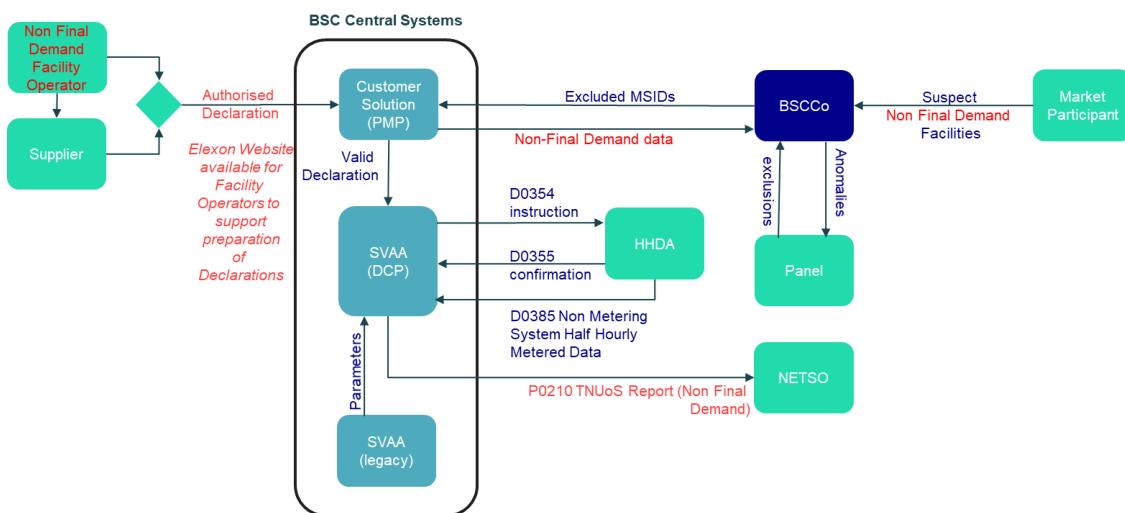 BSC Central Systems
Non Final
Demand
Facility
Operator
Supplier
Authorised
Declaration
Elexon Website
available for
Facility
Operators to
support
preparation
of
Declarations
Customer
Solution
(PMP)
Valid
Declaration
Excluded MSIDs
Non-Final Demand data
BSCCo
Suspect
Non Final Demand
Facilities
Market
Participant
exclusions
Anomalies
Panel
SVAA
(DCP)
D0354
instruction
D0355
confirmation
HHDA
D0385 Non Metering
System Half Hourly
Metered Data
Parameters
P0210 TNUoS Report (Non Final
Demand)
NETSO
SVAA
(legacy)